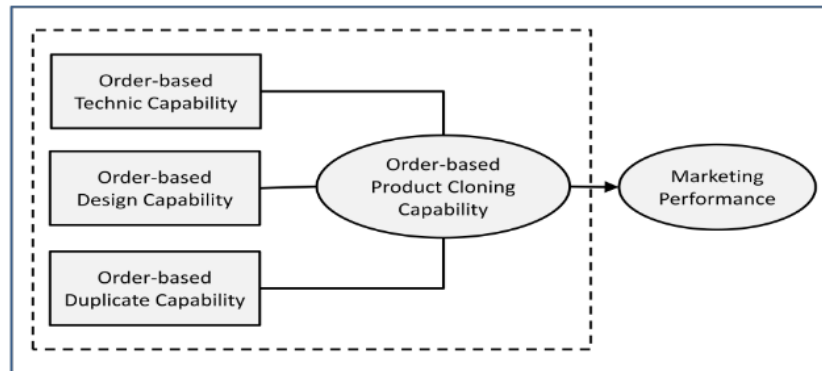 Order-based
Technic Capability
Order-based
Design Capability
Order-based
Duplicate Capability
Order-based
Product Cloning
Capability
Marketing
Performance